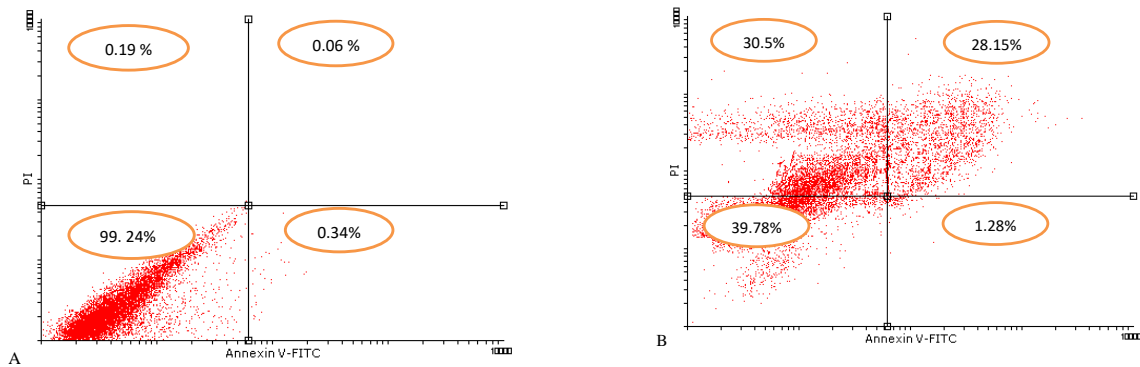 0.19 %
0.06 %
PI
99. 24%
0.34%
Annexin V-FITC
A
30.5%
28.15%
PI
39.78%
1.28%
Annexin V-FITC
B